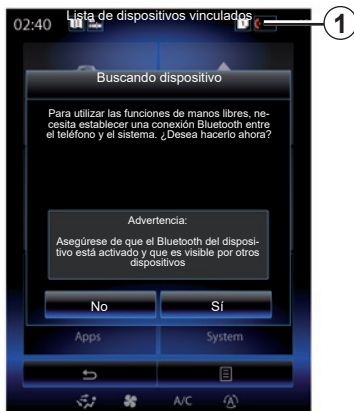 02:40
Lista de dispositivos vinculados
1
Buscando dispositivo
Para utilizar las funciones de manos libres, ne-
cesita establecer una conexión Bluetooth entre
el teléfono y el sistema. ¿Desea hacerlo ahora?
Advertencia:
Asegúrese de que el Bluetooth del disposi-
tivo está activado y que es visible por otros
dispositivos
No Sí
Apps System
A/C